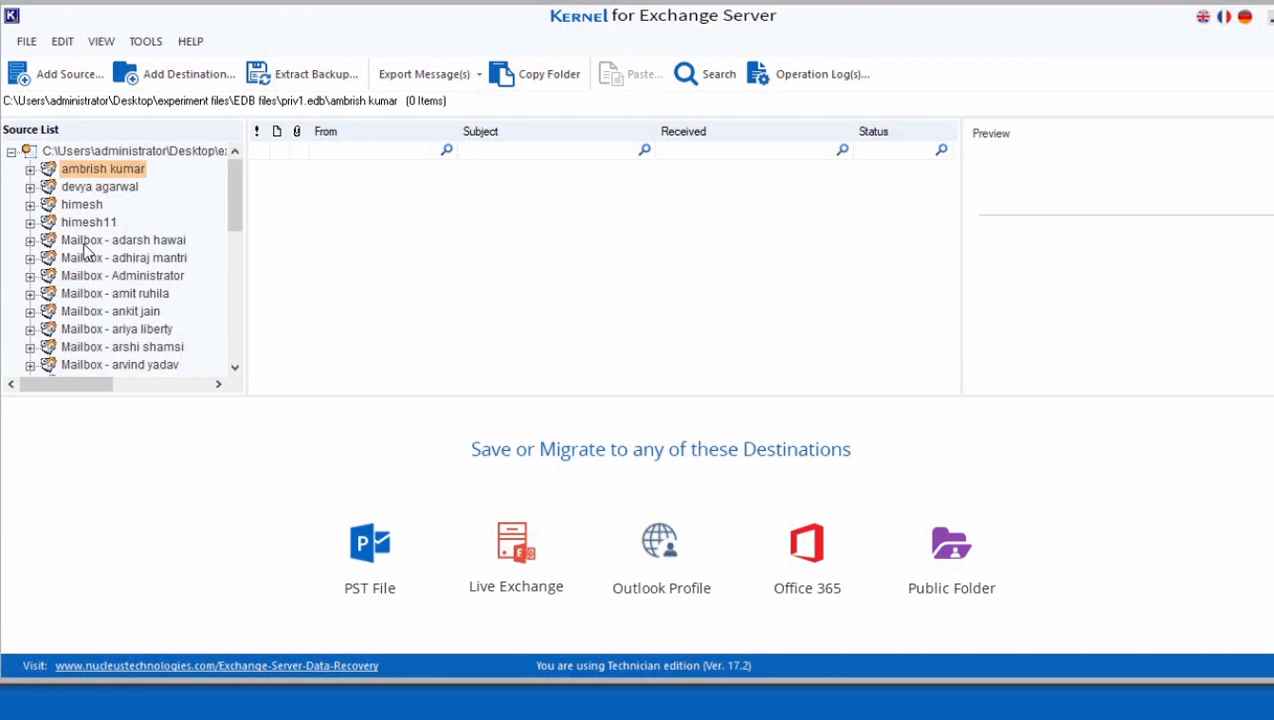 KERNEL for Exchange Server
FILE EDIT VIEW TOOLS HELP
Add Source... Add Destination... Extract Backup... Export Message(s) Copy Folder Paste... Search Operation Log(s)...
C:\Users\administrator\Desktop\experiment files\EDB files\priv1.edb\ambrish kumar (0 Items)
Source List
! From Subject Received Status
Preview
C:\Users\administrator\Desktop\e:
ambrish kumar
devya agarwal
himesh
himesh11
Mailbox - adarsh hawai
Mailbox - adhiraj mantri
Mailbox - Administrator
Mailbox - amit ruhila
Mailbox - ankit jain
Mailbox - ariya liberty
Mailbox - arshi shamsi
Mailbox - arvind yadav
Save or Migrate to any of these Destinations
PST File
Live Exchange
Outlook Profile
Office 365
Public Folder
Visit: www.nucleustechnologies.com/Exchange-Server-Data-Recovery
You are using Technician edition (Ver. 17.2)